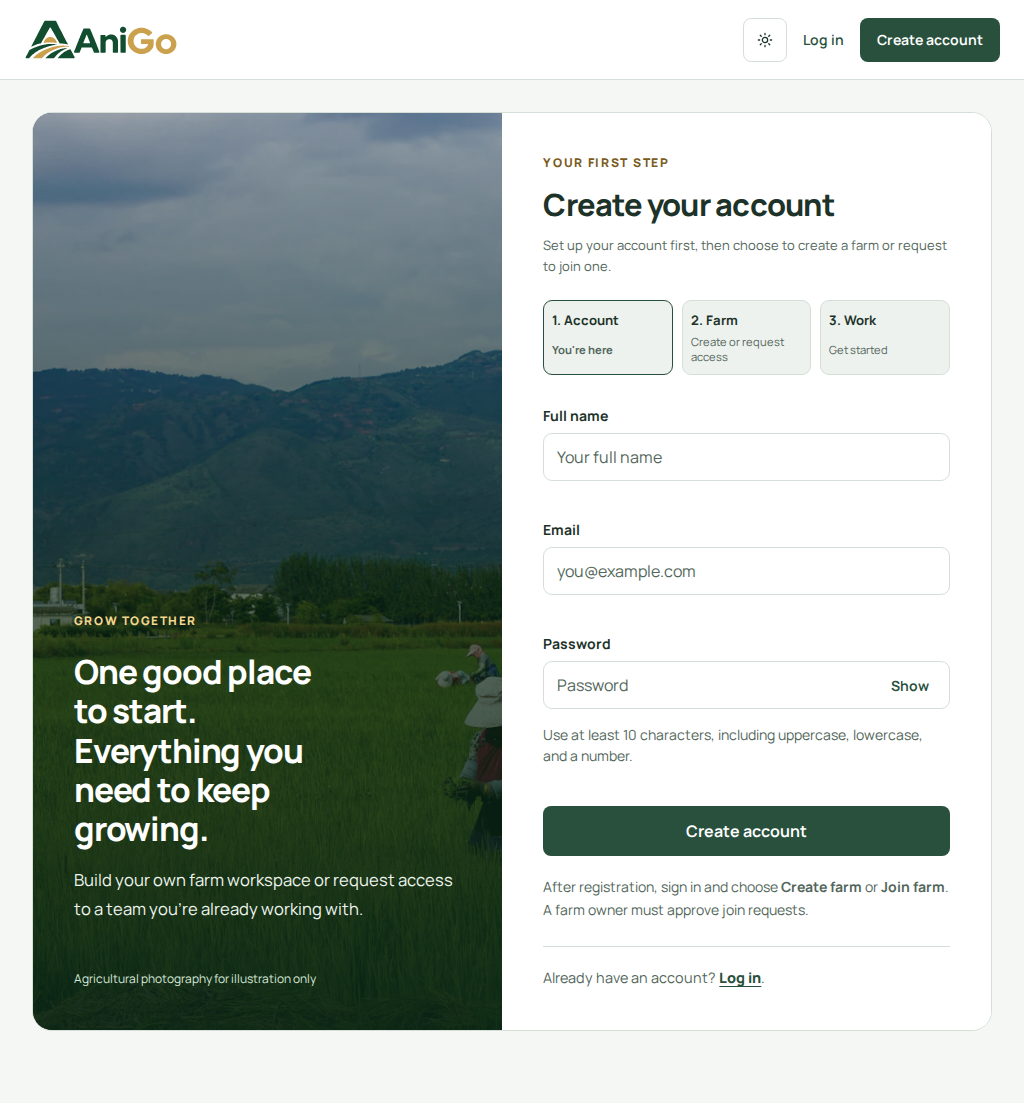 AniGo
Log in
Create account
GROW TOGETHER
One good place
to start.
Everything you
need to keep
growing.
Build your own farm workspace or request access
to a team you're already working with.
Agricultural photography for illustration only
YOUR FIRST STEP
Create your account
Set up your account first, then choose to create a farm or request
to join one.
1. Account
You're here
2. Farm
Create or request
access
3. Work
Get started
Full name
Your full name
Email
you@example.com
Password
Password
Show
Use at least 10 characters, including uppercase, lowercase,
and a number.
Create account
After registration, sign in and choose Create farm or Join farm.
A farm owner must approve join requests.
Already have an account? Log in.